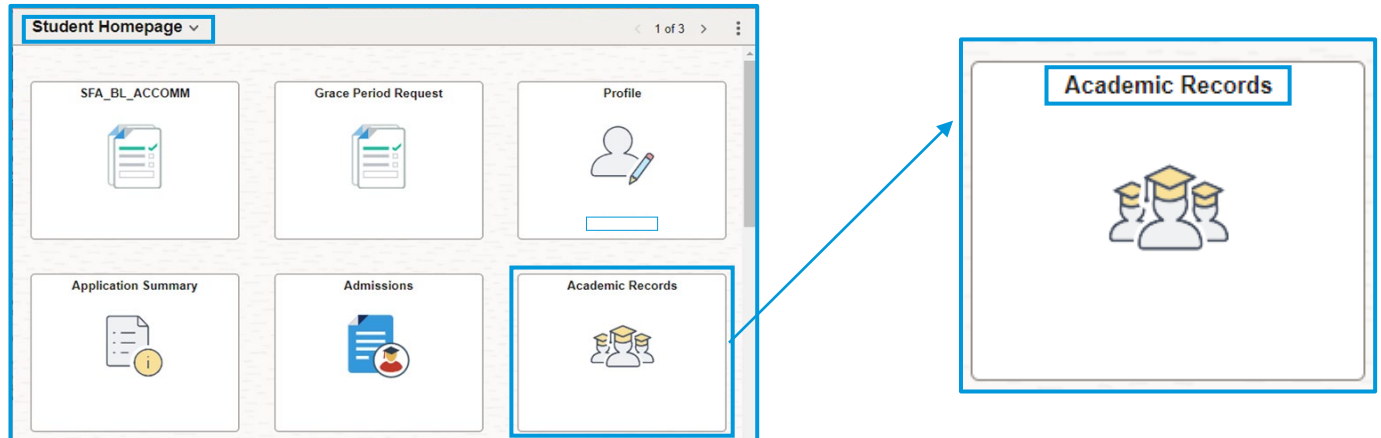 Student Homepage
1 of 3
SFA_BL_ACCOMM
Grace Period Request
Profile
Application Summary
Admissions
Academic Records
Academic Records